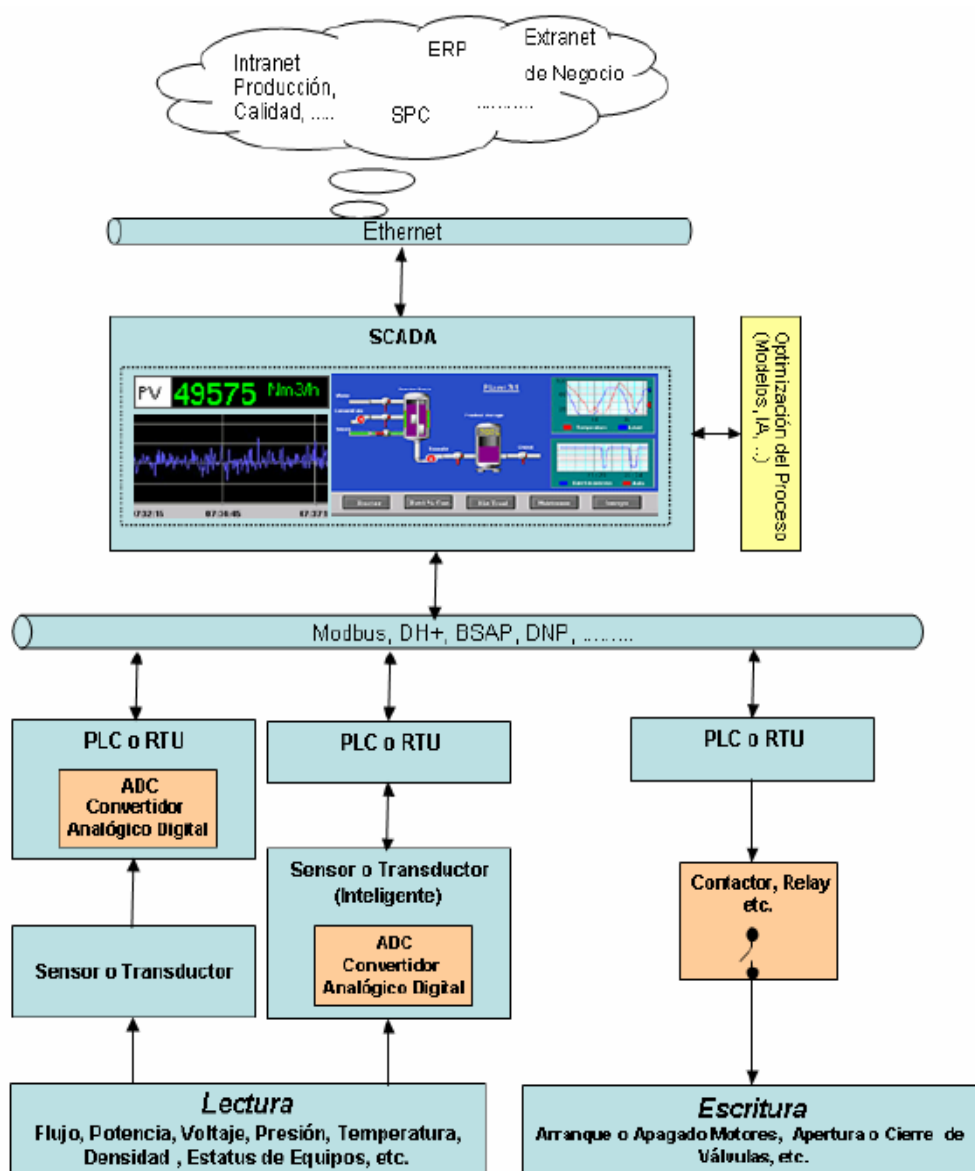 ERP
Extranet
Intranet
Producción,
Calidad, .....
de Negocio
SPC
...........
Ethernet
SCADA
PV 49575 Nm3/h
07:36:45
Optimización del Proceso
(Modelos, IA, ...)
Modbus, DH+, BSAP, DNP, .........
PLC o RTU
ADC
Convertidor
Analógico Digital
PLC o RTU
PLC o RTU
Sensor o Transductor
Sensor o Transductor
(Inteligente)
ADC
Convertidor
Analógico Digital
Contactor, Relay
etc.
Lectura
Flujo, Potencia, Voltaje, Presión, Temperatura,
Densidad , Estatus de Equipos, etc.
Escritura
Arranque o Apagado Motores, Apertura o Cierre de
Válvulas, etc.